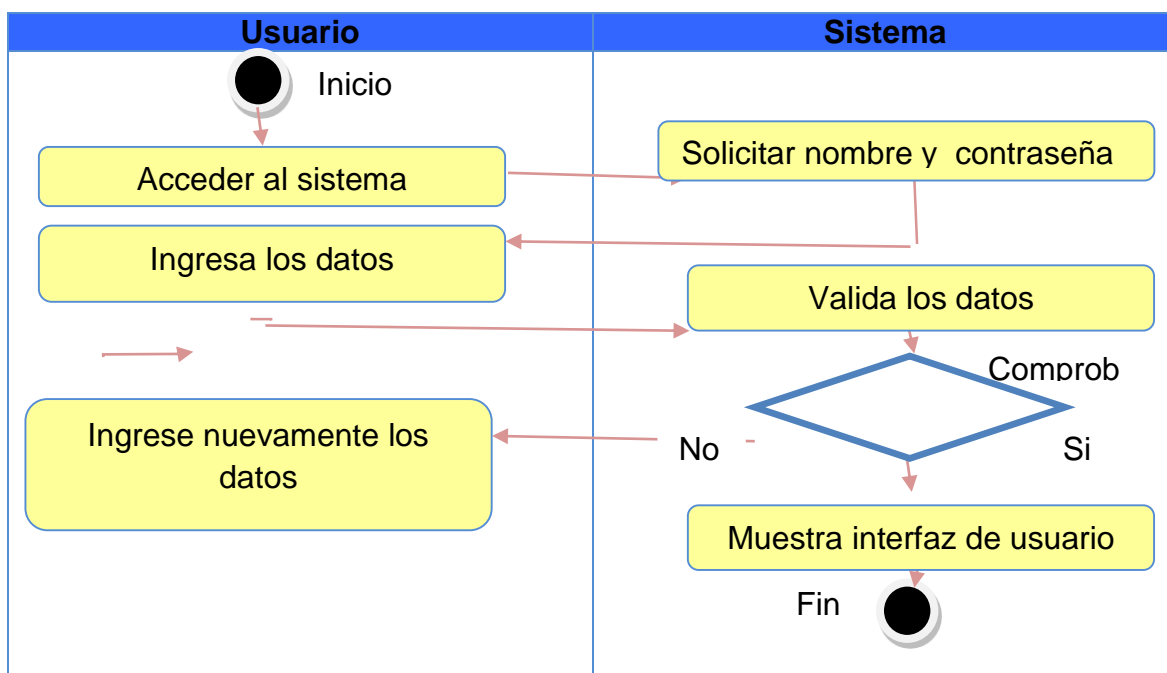 Usuario
Sistema
Inicio
Solicitar nombre y contraseña
Acceder al sistema
Ingresa los datos
Valida los datos
Comprob
Ingrese nuevamente los
datos
No
Si
Muestra interfaz de usuario
Fin